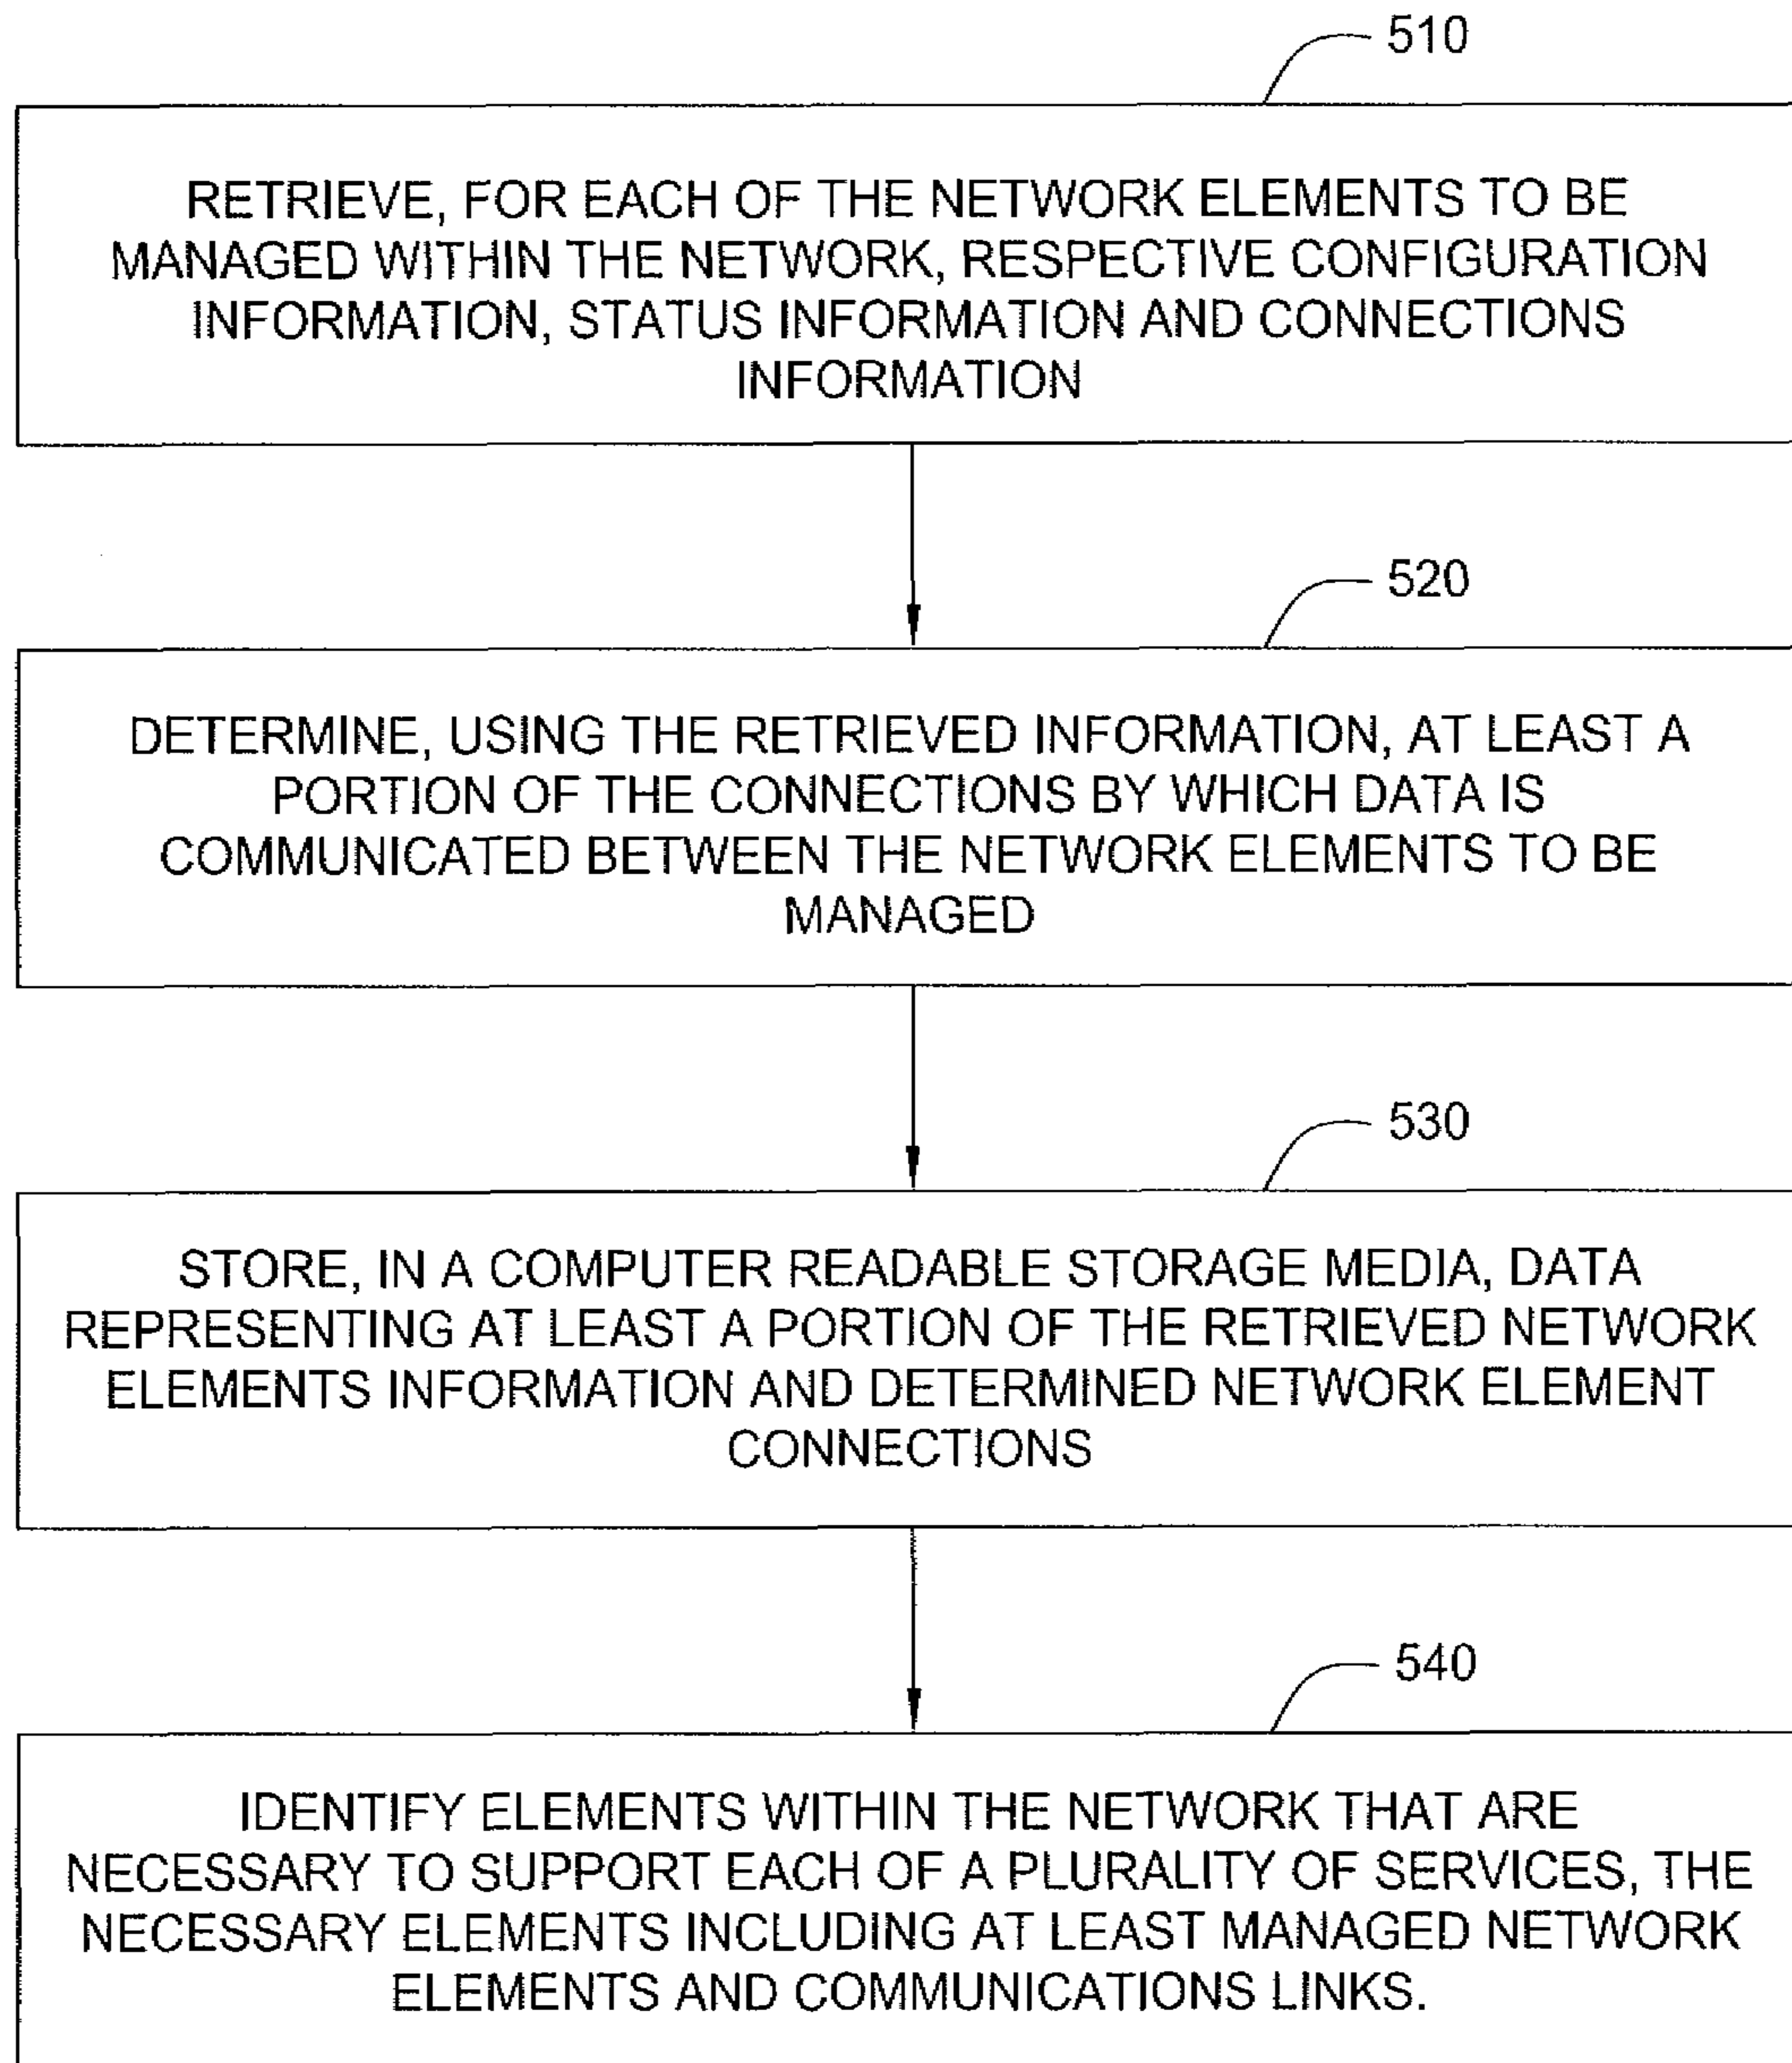 510
RETRIEVE, FOR EACH OF THE NETWORK ELEMENTS TO BE
MANAGED WITHIN THE NETWORK, RESPECTIVE CONFIGURATION
INFORMATION, STATUS INFORMATION AND CONNECTIONS
INFORMATION
520
DETERMINE, USING THE RETRIEVED INFORMATION, AT LEAST A
PORTION OF THE CONNECTIONS BY WHICH DATA IS
COMMUNICATED BETWEEN THE NETWORK ELEMENTS TO BE
MANAGED
530
STORE, IN A COMPUTER READABLE STORAGE MEDIA, DATA
REPRESENTING AT LEAST A PORTION OF THE RETRIEVED NETWORK
ELEMENTS INFORMATION AND DETERMINED NETWORK ELEMENT
CONNECTIONS
540
IDENTIFY ELEMENTS WITHIN THE NETWORK THAT ARE
NECESSARY TO SUPPORT EACH OF A PLURALITY OF SERVICES, THE
NECESSARY ELEMENTS INCLUDING AT LEAST MANAGED NETWORK
ELEMENTS AND COMMUNICATIONS LINKS.